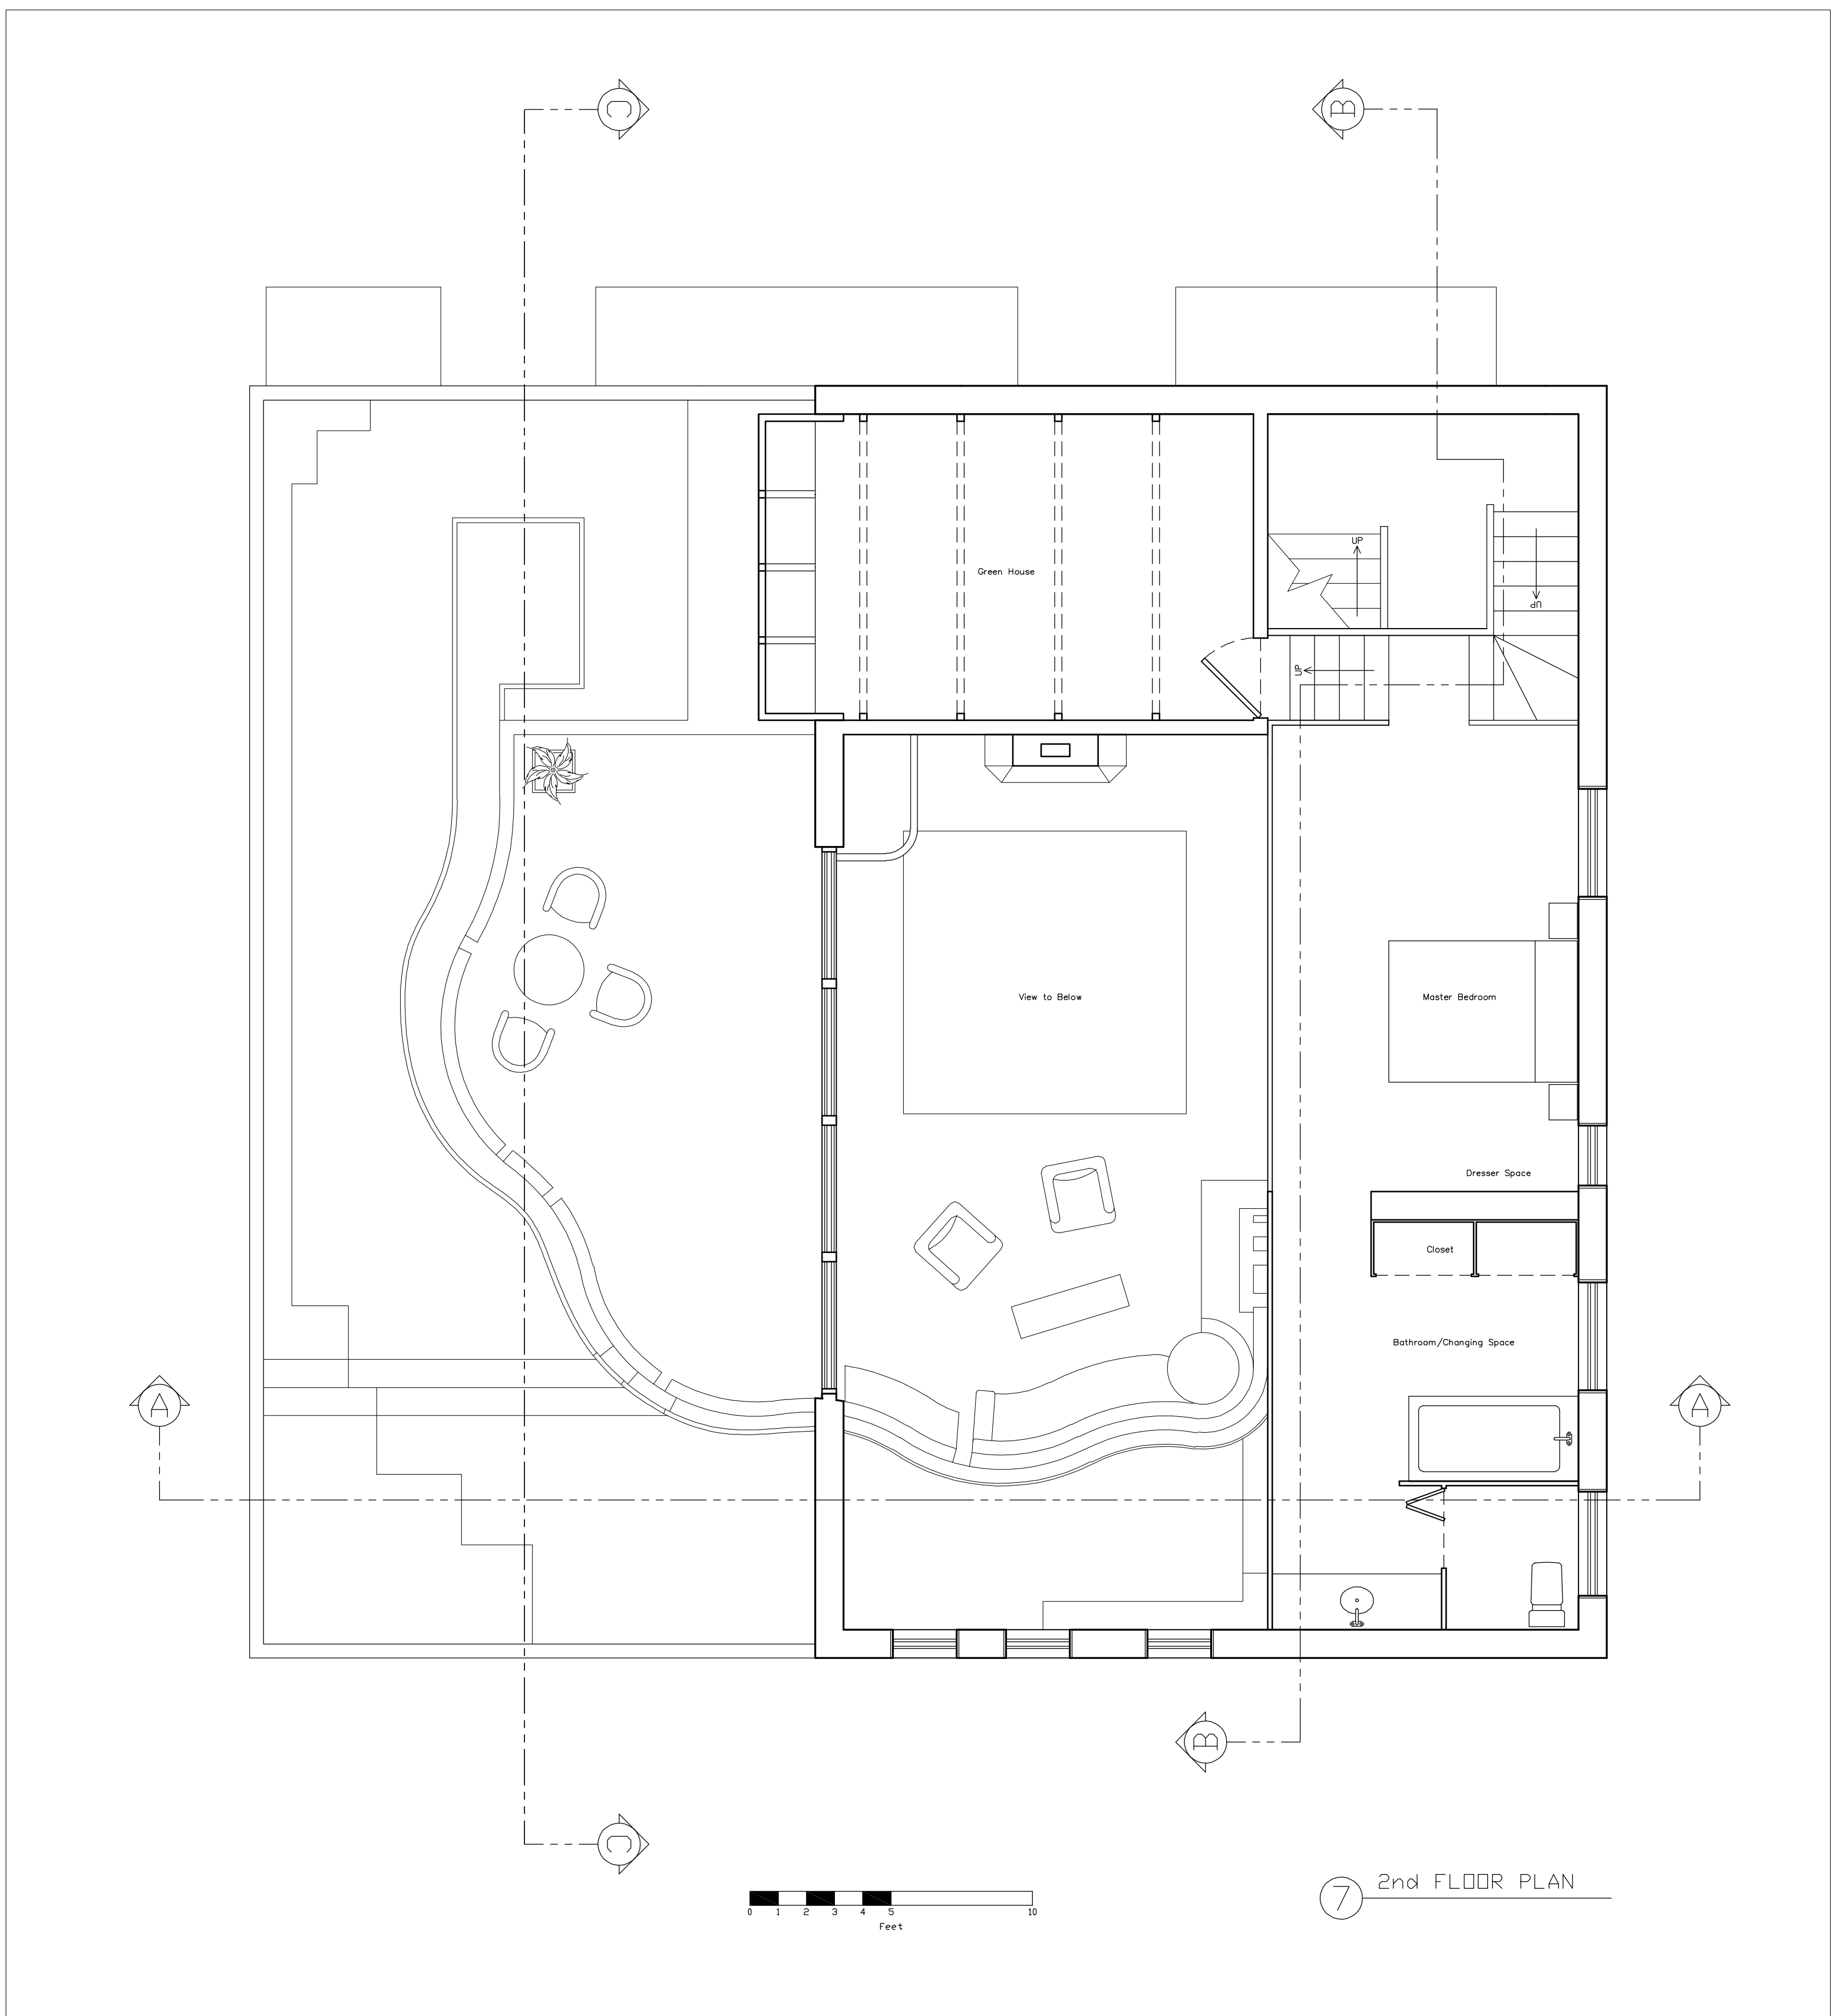 C
B
UP
UP
Green House
UP
View to Below
Master Bedroom
Dresser Space
Closet
Bathroom/Changing Space
A
A
B
C
7
2nd FLOOR PLAN
0 1 2 3 4 5 10
Feet